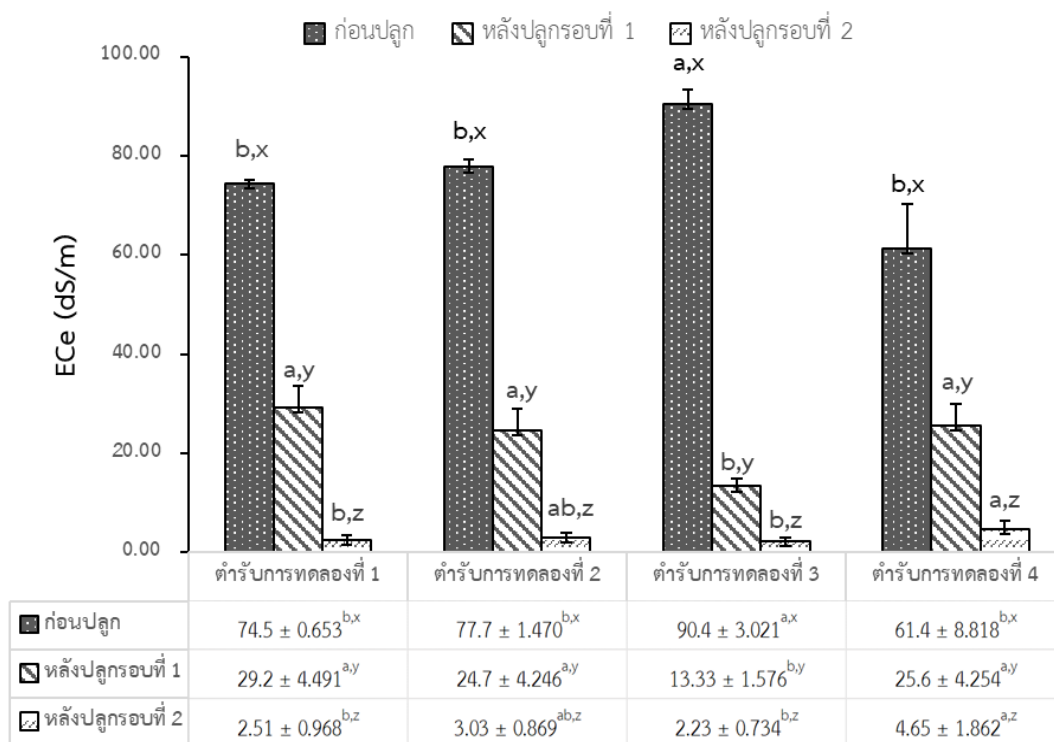 ก่อนปลูก หลังปลูกรอบที่ 1 หลังปลูกรอบที่ 2
100.00
80.00
60.00
40.00
20.00
0.00
ECe (dS/m)
b,x
a,y
b,z
b,x
a,y
ab,z
a,x
b,y
b,z
b,x
a,y
a,z
ตำรับการทดลองที่ 1 ตำรับการทดลองที่ 2 ตำรับการทดลองที่ 3 ตำรับการทดลองที่ 4
ก่อนปลูก 74.5 ± 0.653b,x 77.7 ± 1.470b,x 90.4 ± 3.021a,x 61.4 ± 8.818b,x
หลังปลูกรอบที่ 1 29.2 ± 4.491a,y 24.7 ± 4.246a,y 13.33 ± 1.576b,y 25.6 ± 4.254a,y
หลังปลูกรอบที่ 2 2.51 ± 0.968b,z 3.03 ± 0.869ab,z 2.23 ± 0.734b,z 4.65 ± 1.862a,z